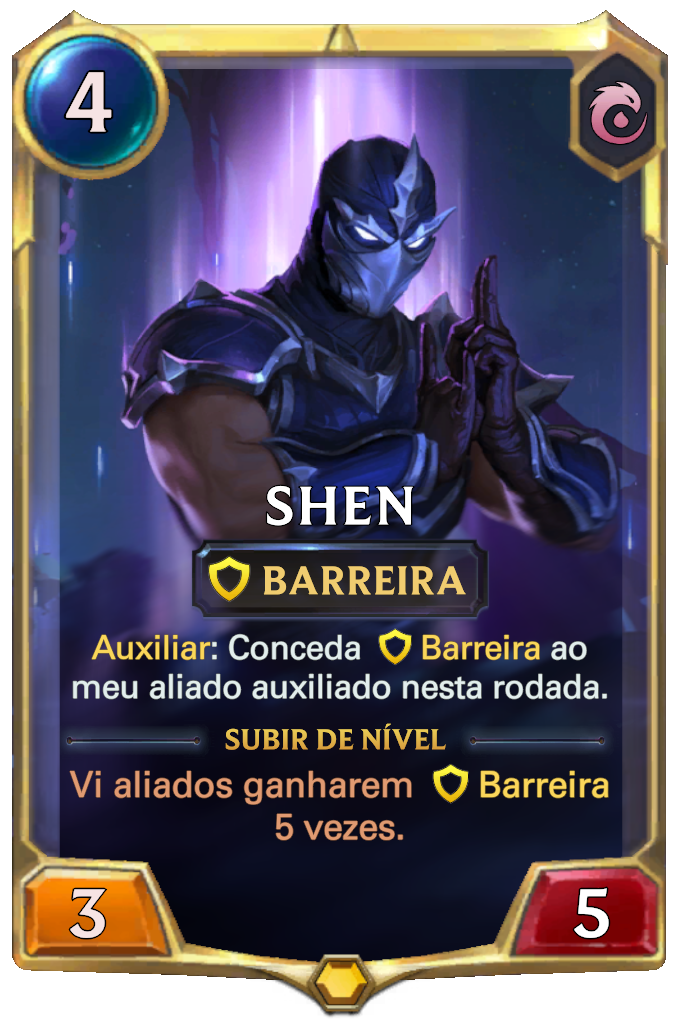 4
SHEN
BARREIRA
Auxiliar: Conceda Barreira ao
meu aliado auxiliado nesta rodada.
SUBIR DE NÍVEL
Vi aliados ganharem Barreira
5 vezes.
3
5